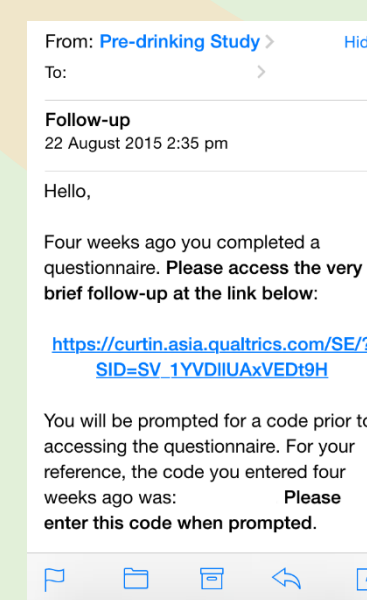 From: Pre-drinking Study
Hid
To:
Follow-up
22 August 2015 2:35 pm
Hello,
Four weeks ago you completed a
questionnaire. Please access the very
brief follow-up at the link below:
https://curtin.asia.qualtrics.com/SE/?
SID=SV_1YVDlIUAxVEDt9H
You will be prompted for a code prior to
accessing the questionnaire. For your
reference, the code you entered four
weeks ago was: Please
enter this code when prompted.